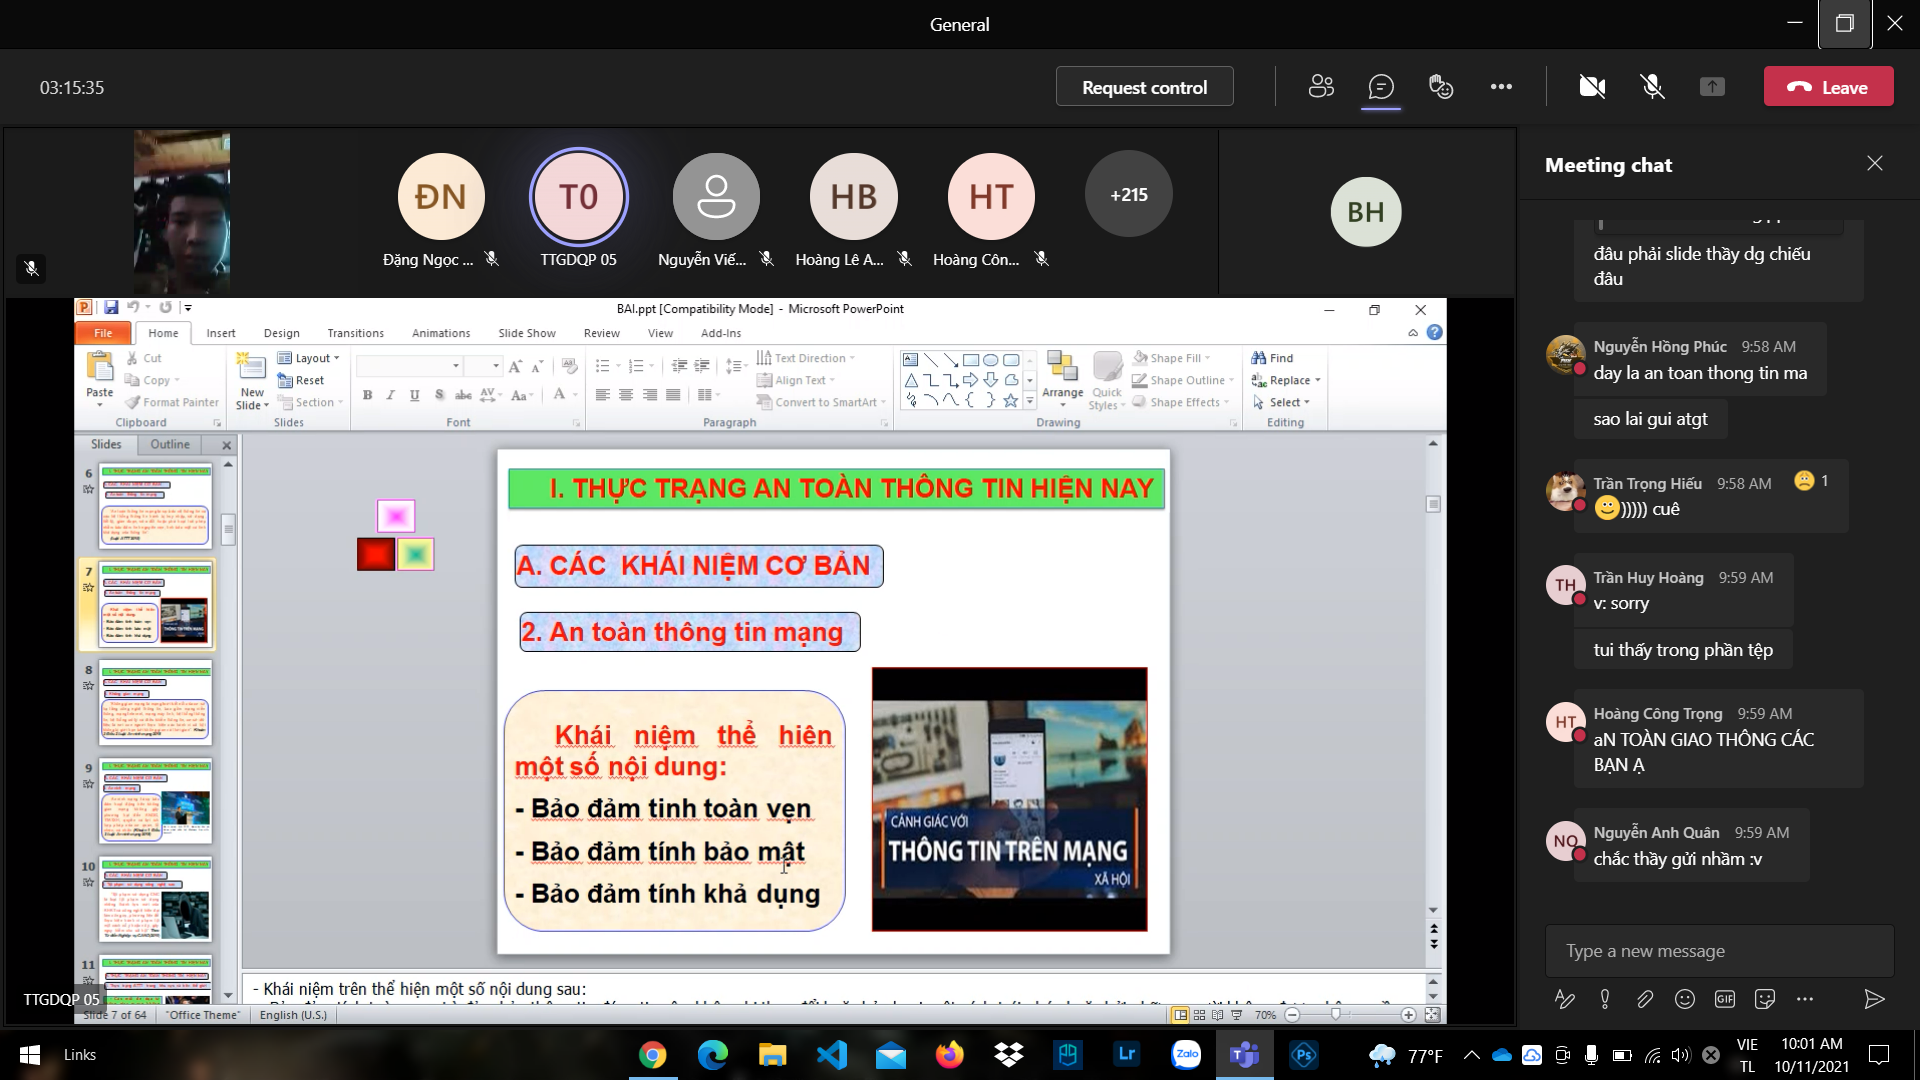 General
03:15:35
Request control
Leave
ĐN
T0
HB
HT
+215
BH
Đặng Ngọc ...
TTGDQP 05
Nguyễn Viế...
Hoàng Lê A...
Hoàng Côn...
BAI.ppt [Compatibility Mode] - Microsoft PowerPoint
File
Home
Insert
Design
Transitions
Animations
Slide Show
Review
View
Add-Ins
Paste
Cut
Copy
Format Painter
Clipboard
New
Slide
Layout
Reset
Section
Slides
Font
Text Direction
Align Text
Convert to SmartArt
Paragraph
Arrange
Quick
Styles
Shape Fill
Shape Outline
Shape Effects
Drawing
Find
Replace
Select
Editing
Slides
Outline
6
7
8
9
10
11
I. THỰC TRẠNG AN TOÀN THÔNG TIN HIỆN NAY
A. CÁC KHÁI NIỆM CƠ BẢN
2. An toàn thông tin mạng
Khái niệm thể hiên
một số nội dung:
- Bảo đảm tinh toàn vẹn
- Bảo đảm tính bảo mật
- Bảo đảm tính khả dụng
CẢNH GIÁC VỚI
THÔNG TIN TRÊN MẠNG
XÃ HỘI
- Khái niệm trên thể hiện một số nội dung sau:
TTGDQP 05
Slide 7 of 64
"Office Theme"
English (U.S.)
70%
Meeting chat
đâu phải slide thầy dg chiếu
đâu
Nguyễn Hồng Phúc 9:58 AM
day la an toan thong tin ma
sao lai gui atgt
Trần Trọng Hiếu 9:58 AM
1
))))) cuê
TH
Trần Huy Hoàng 9:59 AM
v: sorry
tui thấy trong phần tệp
HT
Hoàng Công Trọng 9:59 AM
aN TOÀN GIAO THÔNG CÁC
BẠN Ạ
NQ
Nguyễn Anh Quân 9:59 AM
chắc thầy gửi nhầm :v
Type a new message
GIF
Links
Lr
Zalo
Ps
77°F
VIE
TL
10:01 AM
10/11/2021